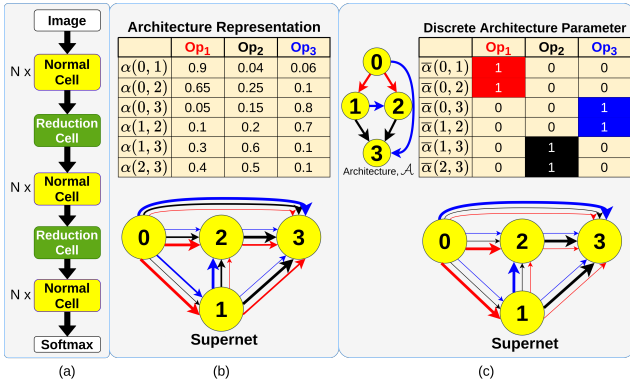 Image
N x
Normal
Cell
Reduction
Cell
N x
Normal
Cell
Reduction
Cell
N x
Normal
Cell
Softmax
(a)
Architecture Representation
Op₁ Op₂ Op₃
α(0, 1) 0.9 0.04 0.06
α(0, 2) 0.65 0.25 0.1
α(0, 3) 0.05 0.15 0.8
α(1, 2) 0.1 0.2 0.7
α(1, 3) 0.3 0.6 0.1
α(2, 3) 0.4 0.5 0.1
0 2 3
1
Supernet
(b)
0
1 2
3
Architecture, 𝒜
Discrete Architecture Parameter
Op₁ Op₂ Op₃
α̅(0, 1) 1 0 0
α̅(0, 2) 1 0 0
α̅(0, 3) 0 0 1
α̅(1, 2) 0 0 1
α̅(1, 3) 0 1 0
α̅(2, 3) 0 1 0
0 2 3
1
Supernet
(c)